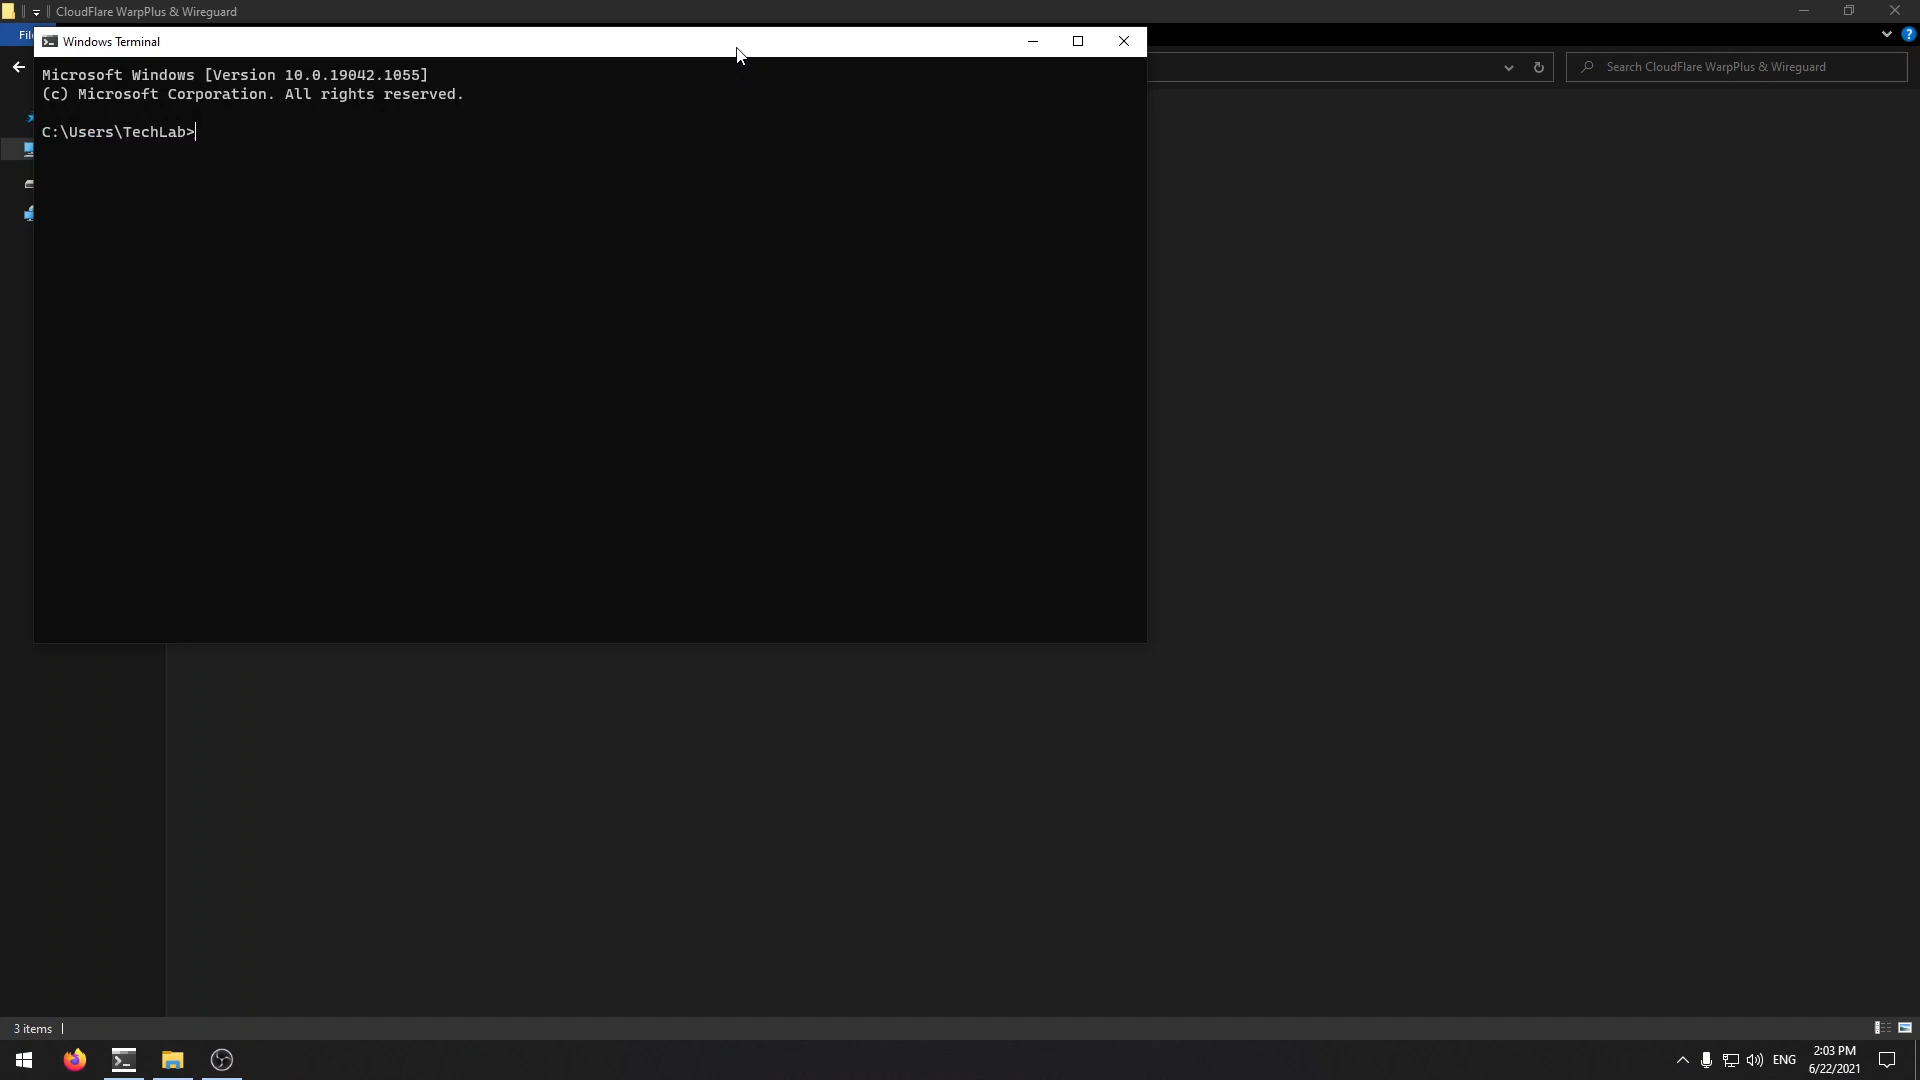 CloudFlare WarpPlus & Wireguard
Windows Terminal
Search CloudFlare WarpPlus & Wireguard
Microsoft Windows [Version 10.0.19042.1055]
(c) Microsoft Corporation. All rights reserved.
C:\Users\TechLab>
3 items
ENG
2:03 PM
6/22/2021